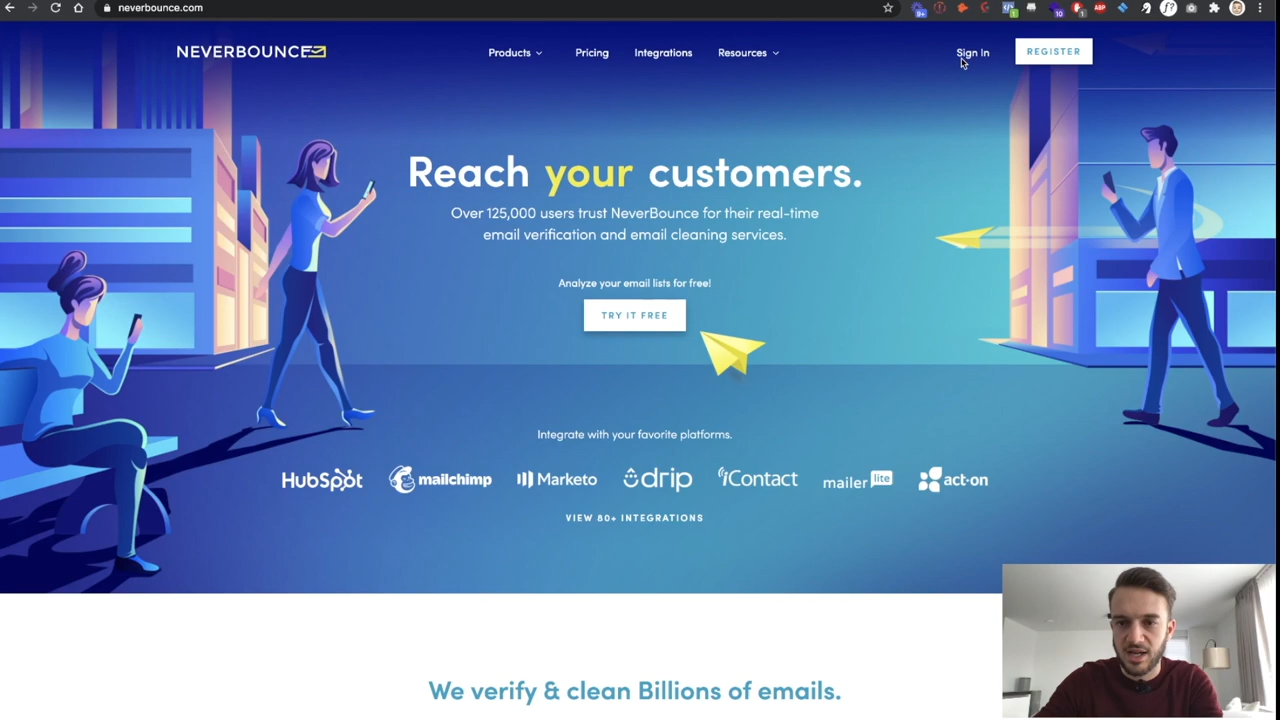 neverbounce.com
NEVERBOUNCE
Products
Pricing
Integrations
Resources
Sign In
REGISTER
Reach your customers.
Over 125,000 users trust NeverBounce for their real-time
email verification and email cleaning services.
Analyze your email lists for free!
TRY IT FREE
Integrate with your favorite platforms.
HubSpot
mailchimp
Marketo
drip
iContact
mailer lite
act-on
VIEW 80+ INTEGRATIONS
We verify & clean Billions of emails.